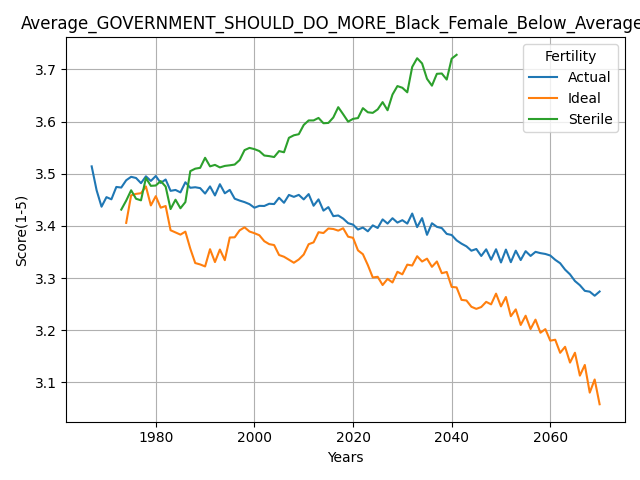 Average_GOVERNMENT_SHOULD_DO_MORE_Black_Female_Below_Average
Fertility
Actual
Ideal
Sterile
Score(1-5)
3.7
3.6
3.5
3.4
3.3
3.2
3.1
1980 2000 2020 2040 2060
Years